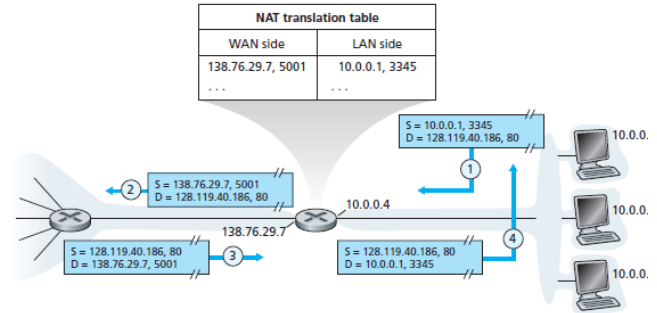 NAT translation table
WAN side LAN side
138.76.29.7, 5001 10.0.0.1, 3345
. . . . . .
S = 10.0.0.1, 3345
D = 128.119.40.186, 80
1
10.0.0.
S = 138.76.29.7, 5001
D = 128.119.40.186, 80
2
10.0.0.4
10.0.0.
138.76.29.7
4
S = 128.119.40.186, 80
D = 138.76.29.7, 5001
3
S = 128.119.40.186, 80
D = 10.0.0.1, 3345
10.0.0.